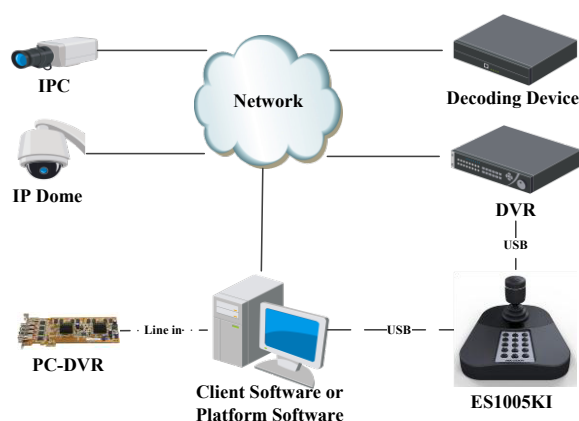 IPC
Network
Decoding Device
IP Dome
DVR
USB
Line in
USB
PC-DVR
Client Software or
Platform Software
ES1005KI